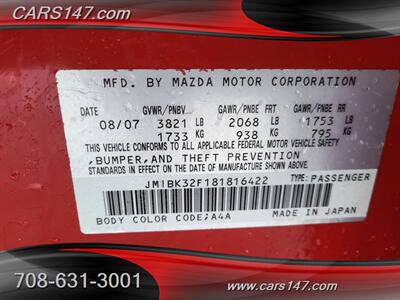 CARS147.com
MFD. BY MAZDA MOTOR CORPORATION
DATE GVWR/PNBV GAWR/PNBE FRT GAWR/PNBE RR
08/07 3821 LB 2068 LB 1753 LB
1733 KG 938 KG 795 KG
THIS VEHICLE CONFORMS TO ALL APPLICABLE FEDERAL MOTOR VEHICLE SAFETY
,BUMPER,AND THEFT PREVENTION
STANDARDS IN EFFECT ON THE DATE OF MANUFACTURE SHOWN ABOVE.
JM1BK32F181816422 TYPE:PASSENGER
BODY COLOR CODE;A4A MADE IN JAPAN
708-631-3001
CARS147.com